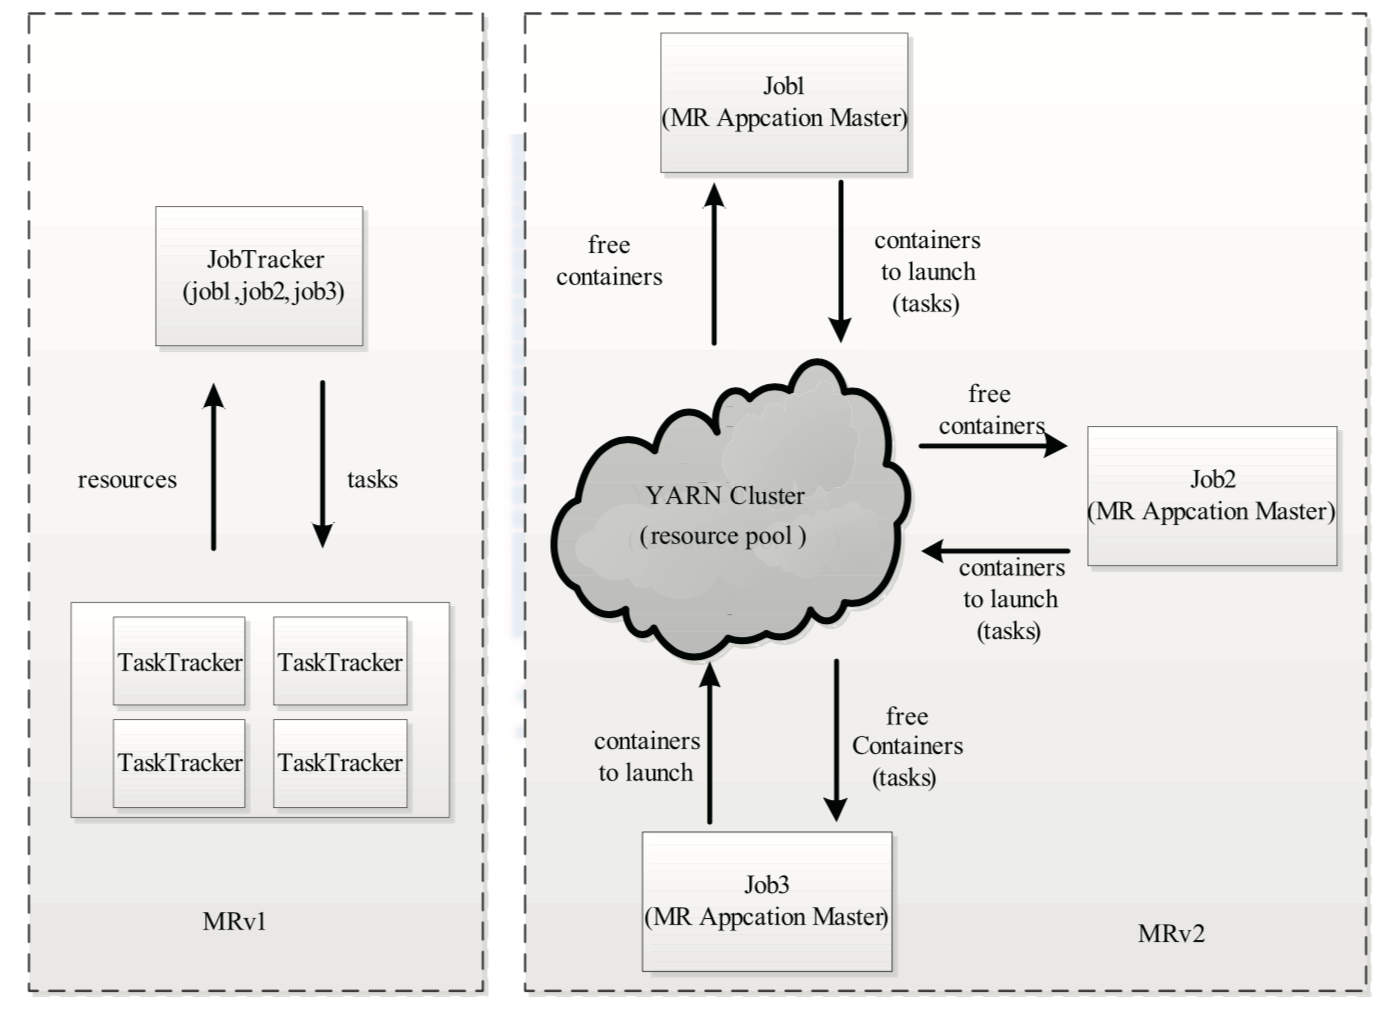 JobTracker
(job1,job2,job3)
resources
tasks
TaskTracker
TaskTracker
TaskTracker
TaskTracker
MRv1
Job1
(MR Appcation Master)
free
containers
containers
to launch
(tasks)
free
containers
YARN Cluster
(resource pool)
Job2
(MR Appcation Master)
containers
to launch
(tasks)
containers
to launch
free
Containers
(tasks)
Job3
(MR Appcation Master)
MRv2